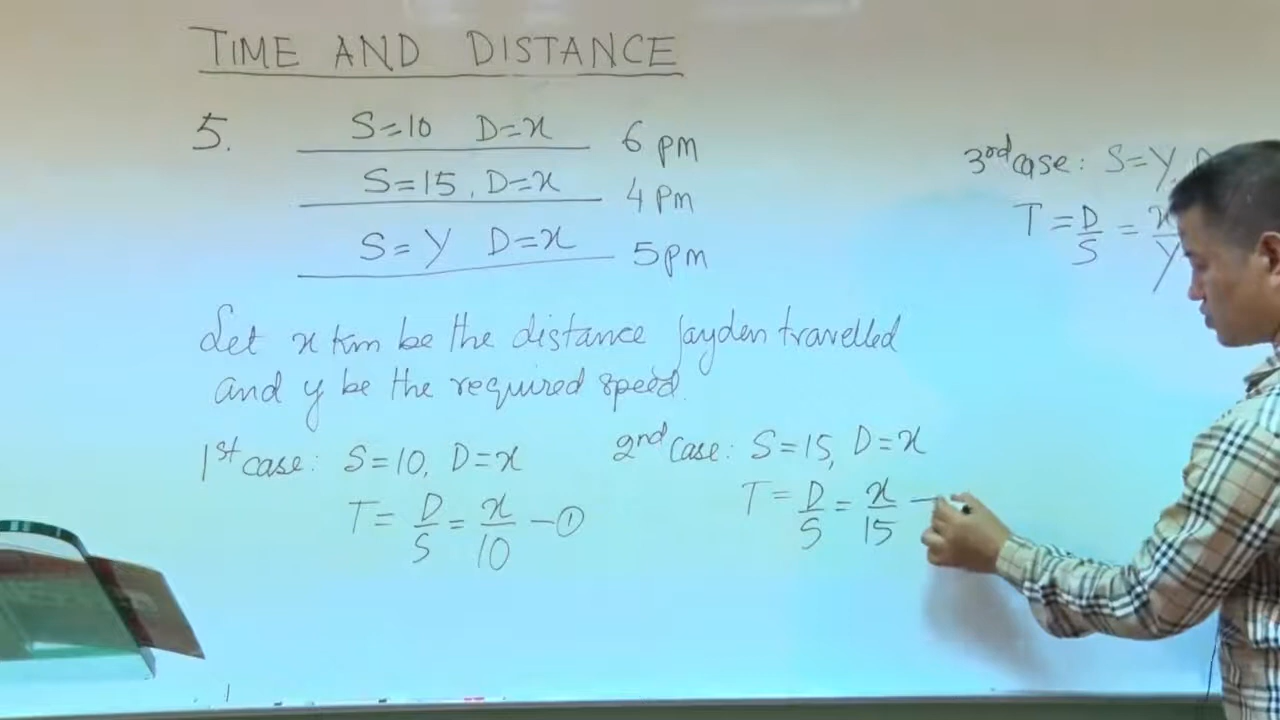 TIME AND DISTANCE
5. S=10 D=x 6 pm
S=15, D=x 4 pm
S=Y D=x 5pm
Let x km be the distance Jayden travelled
and y be the required speed.
1st case: S=10, D=x
T = D/S = x/10 — ①
2nd case: S=15, D=x
T = D/S = x/15 —
3rd case: S=Y,
T = D/S = x/Y